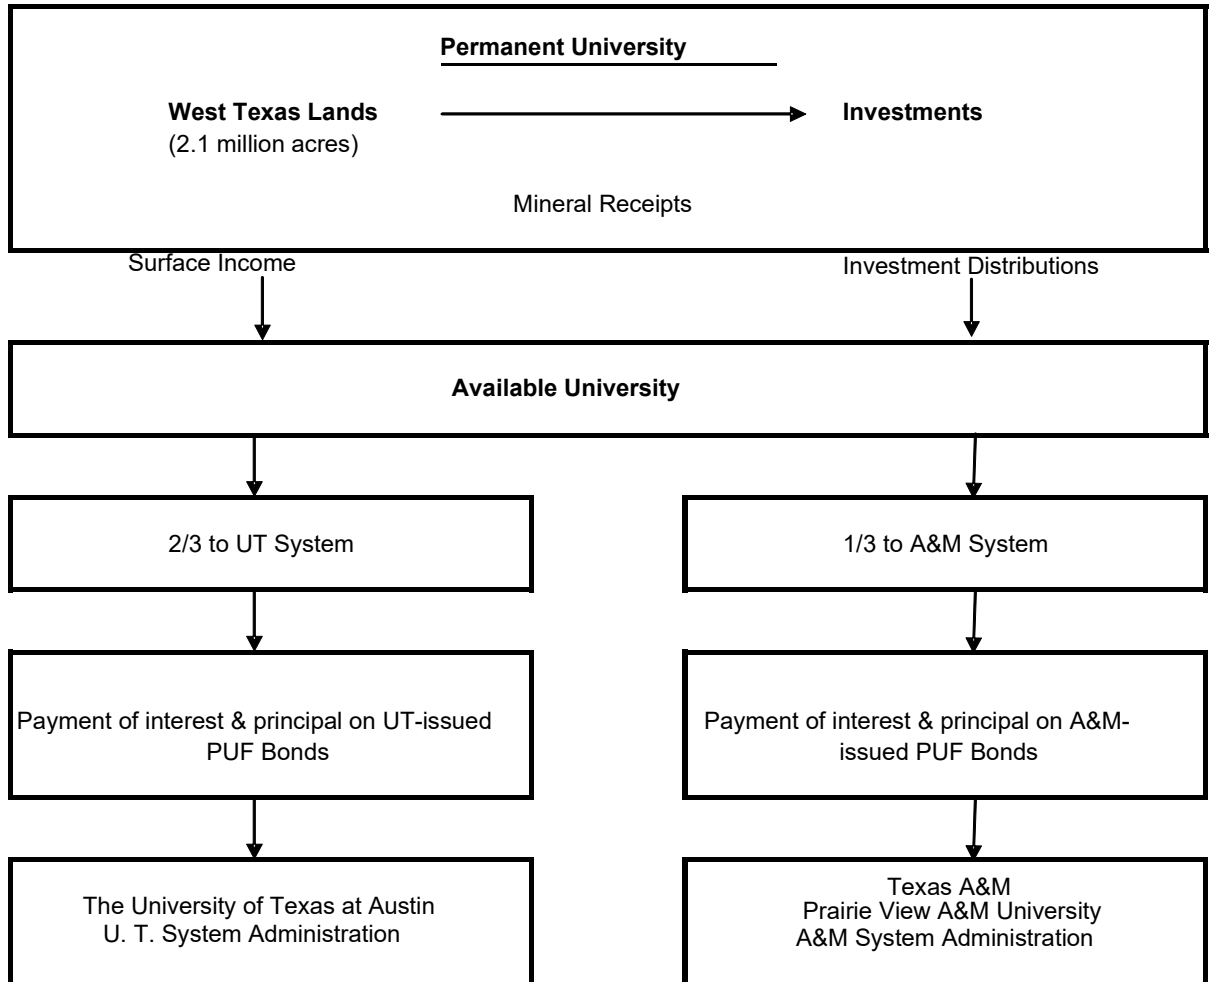 Permanent University
West Texas Lands
Investments
(2.1 million acres)
Mineral Receipts
Surface Income
Investment Distributions
Available University
2/3 to UT System
1/3 to A&M System
Payment of interest & principal on UT-issued
PUF Bonds
Payment of interest & principal on A&M-
issued PUF Bonds
The University of Texas at Austin
U. T. System Administration
Texas A&M
Prairie View A&M University
A&M System Administration